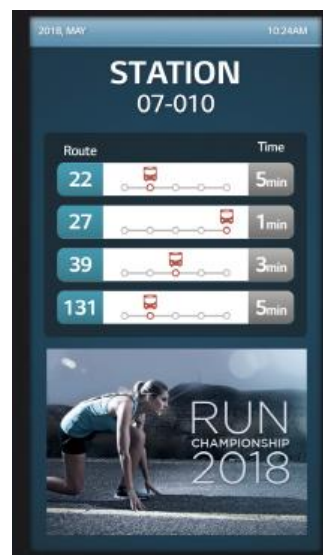 2018, MAY 10:24AM
STATION
07-010
Route Time
22 5min
27 1min
39 3min
131 5min
RUN
CHAMPIONSHIP
2018